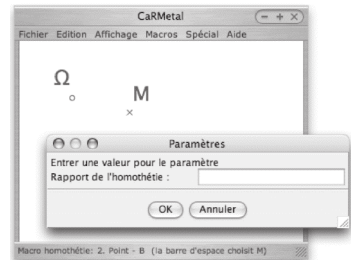 CaRMetal
Fichier Edition Affichage Macros Spécial Aide
Ω
M
Paramètres
Entrer une valeur pour le paramètre
Rapport de l'homothétie :
OK Annuler
Macro homothétie: 2. Point - B (la barre d'espace choisit M)